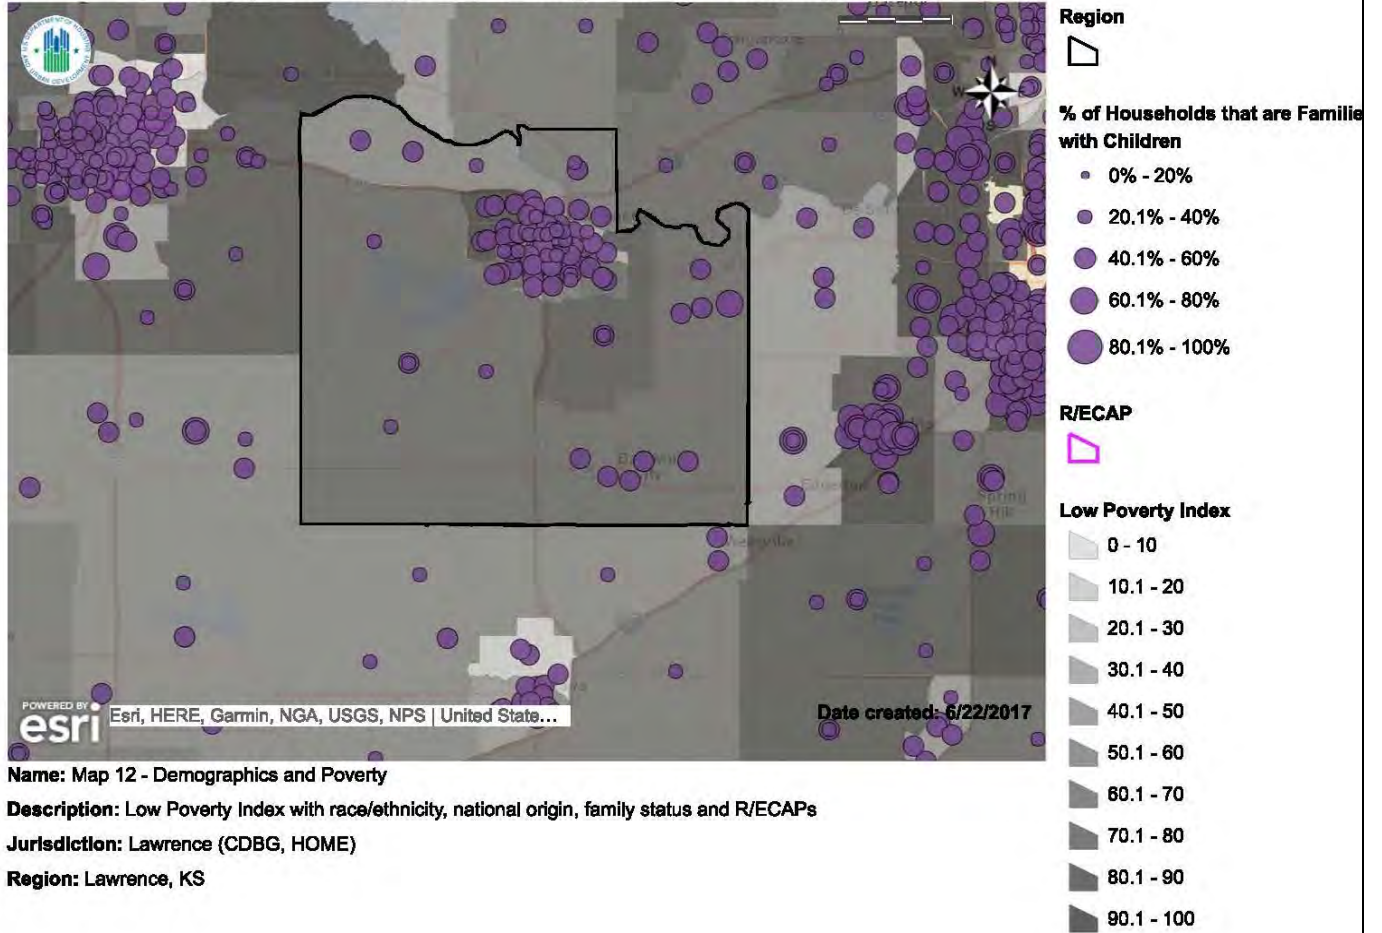 Region
% of Households that are Familie
with Children
0% - 20%
20.1% - 40%
40.1% - 60%
60.1% - 80%
80.1% - 100%
R/ECAP
Low Poverty Index
0 - 10
10.1 - 20
20.1 - 30
30.1 - 40
40.1 - 50
50.1 - 60
60.1 - 70
70.1 - 80
80.1 - 90
90.1 - 100
Spring
Hill
POWERED BY
esri
Esri, HERE, Garmin, NGA, USGS, NPS | United State...
Date created: 6/22/2017
Name: Map 12 - Demographics and Poverty
Description: Low Poverty Index with race/ethnicity, national origin, family status and R/ECAPs
Jurisdiction: Lawrence (CDBG, HOME)
Region: Lawrence, KS